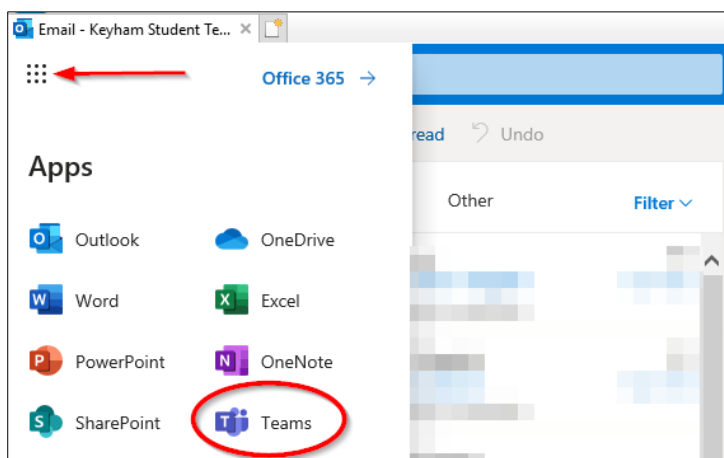 Email - Keyham Student Te...
Office 365
read
Undo
Apps
Other
Filter
Outlook
OneDrive
Word
Excel
PowerPoint
OneNote
SharePoint
Teams